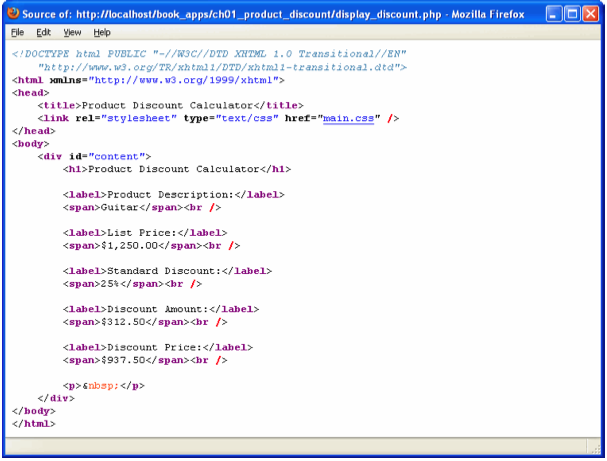 Source of: http://localhost/book_apps/ch01_product_discount/display_discount.php - Mozilla Firefox
File Edit View Help
<!DOCTYPE html PUBLIC "-//W3C//DTD XHTML 1.0 Transitional//EN"
    "http://www.w3.org/TR/xhtml1/DTD/xhtml1-transitional.dtd">
<html xmlns="http://www.w3.org/1999/xhtml">
<head>
    <title>Product Discount Calculator</title>
    <link rel="stylesheet" type="text/css" href="main.css" />
</head>
<body>
    <div id="content">
        <h1>Product Discount Calculator</h1>

        <label>Product Description:</label>
        <span>Guitar</span><br />

        <label>List Price:</label>
        <span>$1,250.00</span><br />

        <label>Standard Discount:</label>
        <span>25%</span><br />

        <label>Discount Amount:</label>
        <span>$312.50</span><br />

        <label>Discount Price:</label>
        <span>$937.50</span><br />

        <p>&nbsp;</p>
    </div>
</body>
</html>